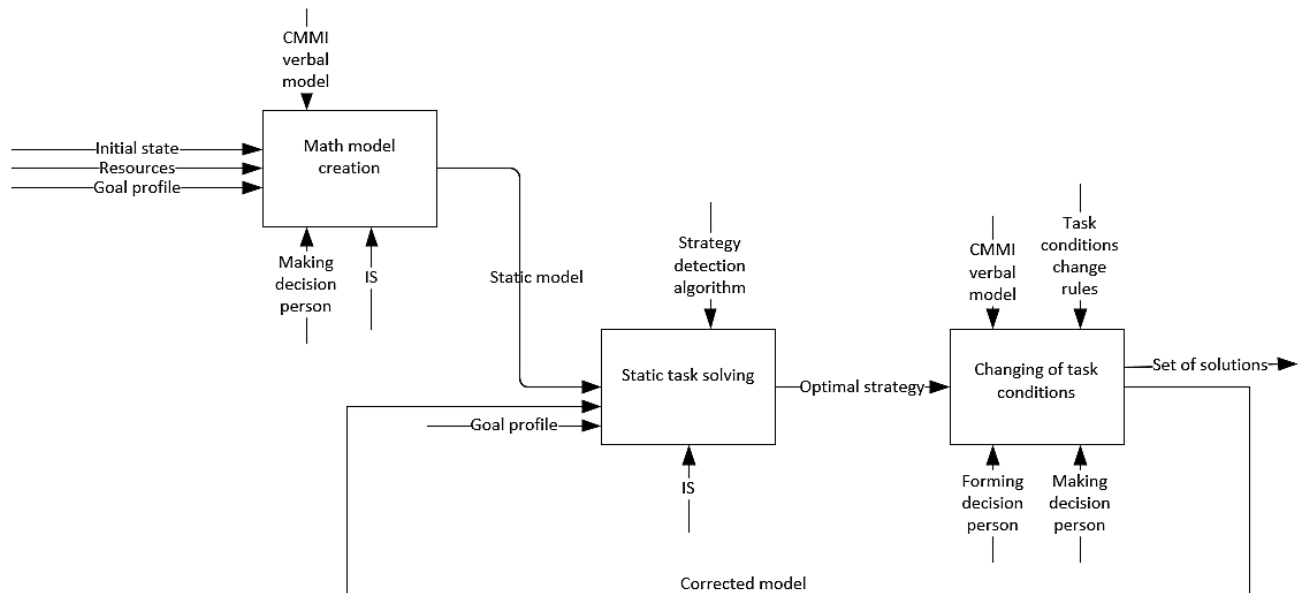 CMMI
verbal
model
Initial state
Resources
Goal profile
Math model
creation
Making
decision
person
IS
Static model
Strategy
detection
algorithm
CMMI
verbal
model
Task
conditions
change
rules
Static task solving
Goal profile
IS
Optimal strategy
Changing of task
conditions
Set of solutions
Forming
decision
person
Making
decision
person
Corrected model